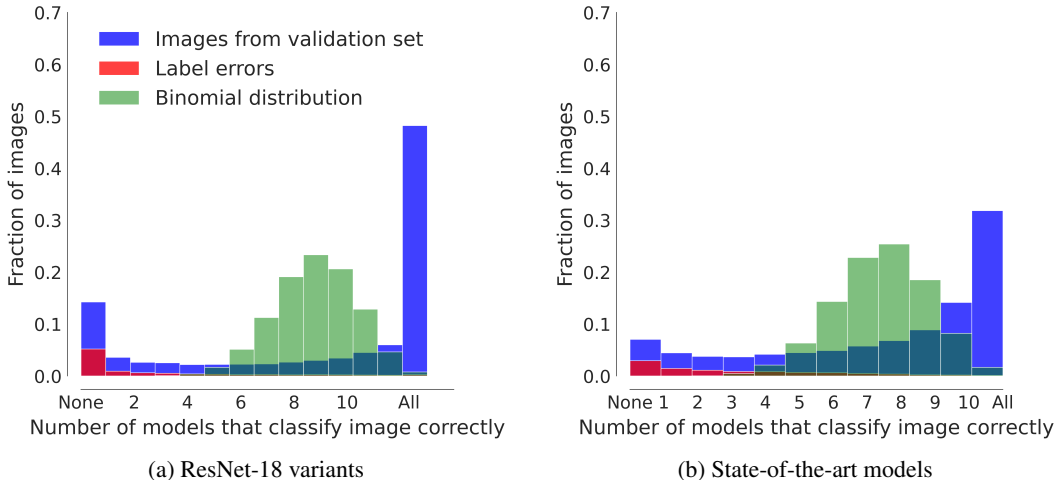 0.7
0.6
0.5
0.4
0.3
0.2
0.1
0.0
Fraction of images
Images from validation set
Label errors
Binomial distribution
None 2 4 6 8 10 All
Number of models that classify image correctly
(a) ResNet-18 variants
0.7
0.6
0.5
0.4
0.3
0.2
0.1
0.0
Fraction of images
None 1 2 3 4 5 6 7 8 9 10 All
Number of models that classify image correctly
(b) State-of-the-art models